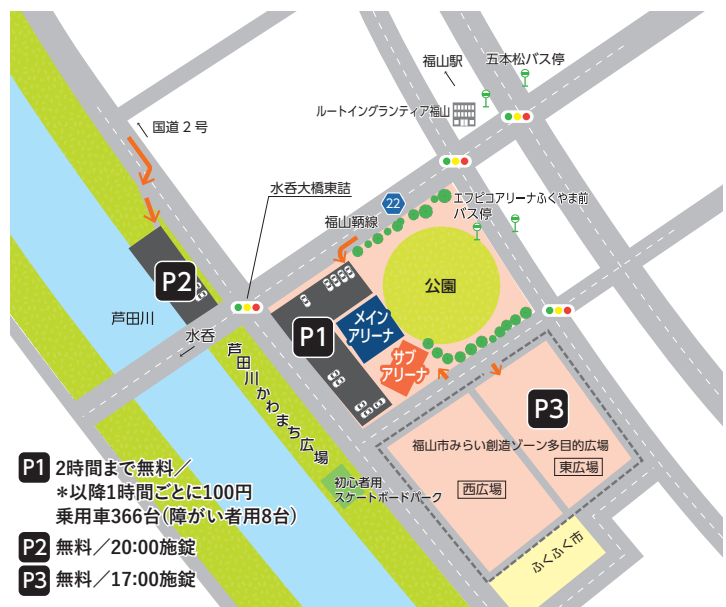 福山駅
五本松バス停
ルートイングランティア福山
国道2号
水呑大橋東詰
22
エフピコアリーナふくやま前
バス停
福山鞆線
P2
公園
芦田川
P1
メイン
アリーナ
水呑
サブ
アリーナ
芦田川かわまち広場
P3
福山市みらい創造ゾーン多目的広場
東広場
西広場
初心者用
スケートボードパーク
ふくふく市
P1 2時間まで無料/
*以降1時間ごとに100円
乗用車366台(障がい者用8台)
P2 無料/20:00施錠
P3 無料/17:00施錠